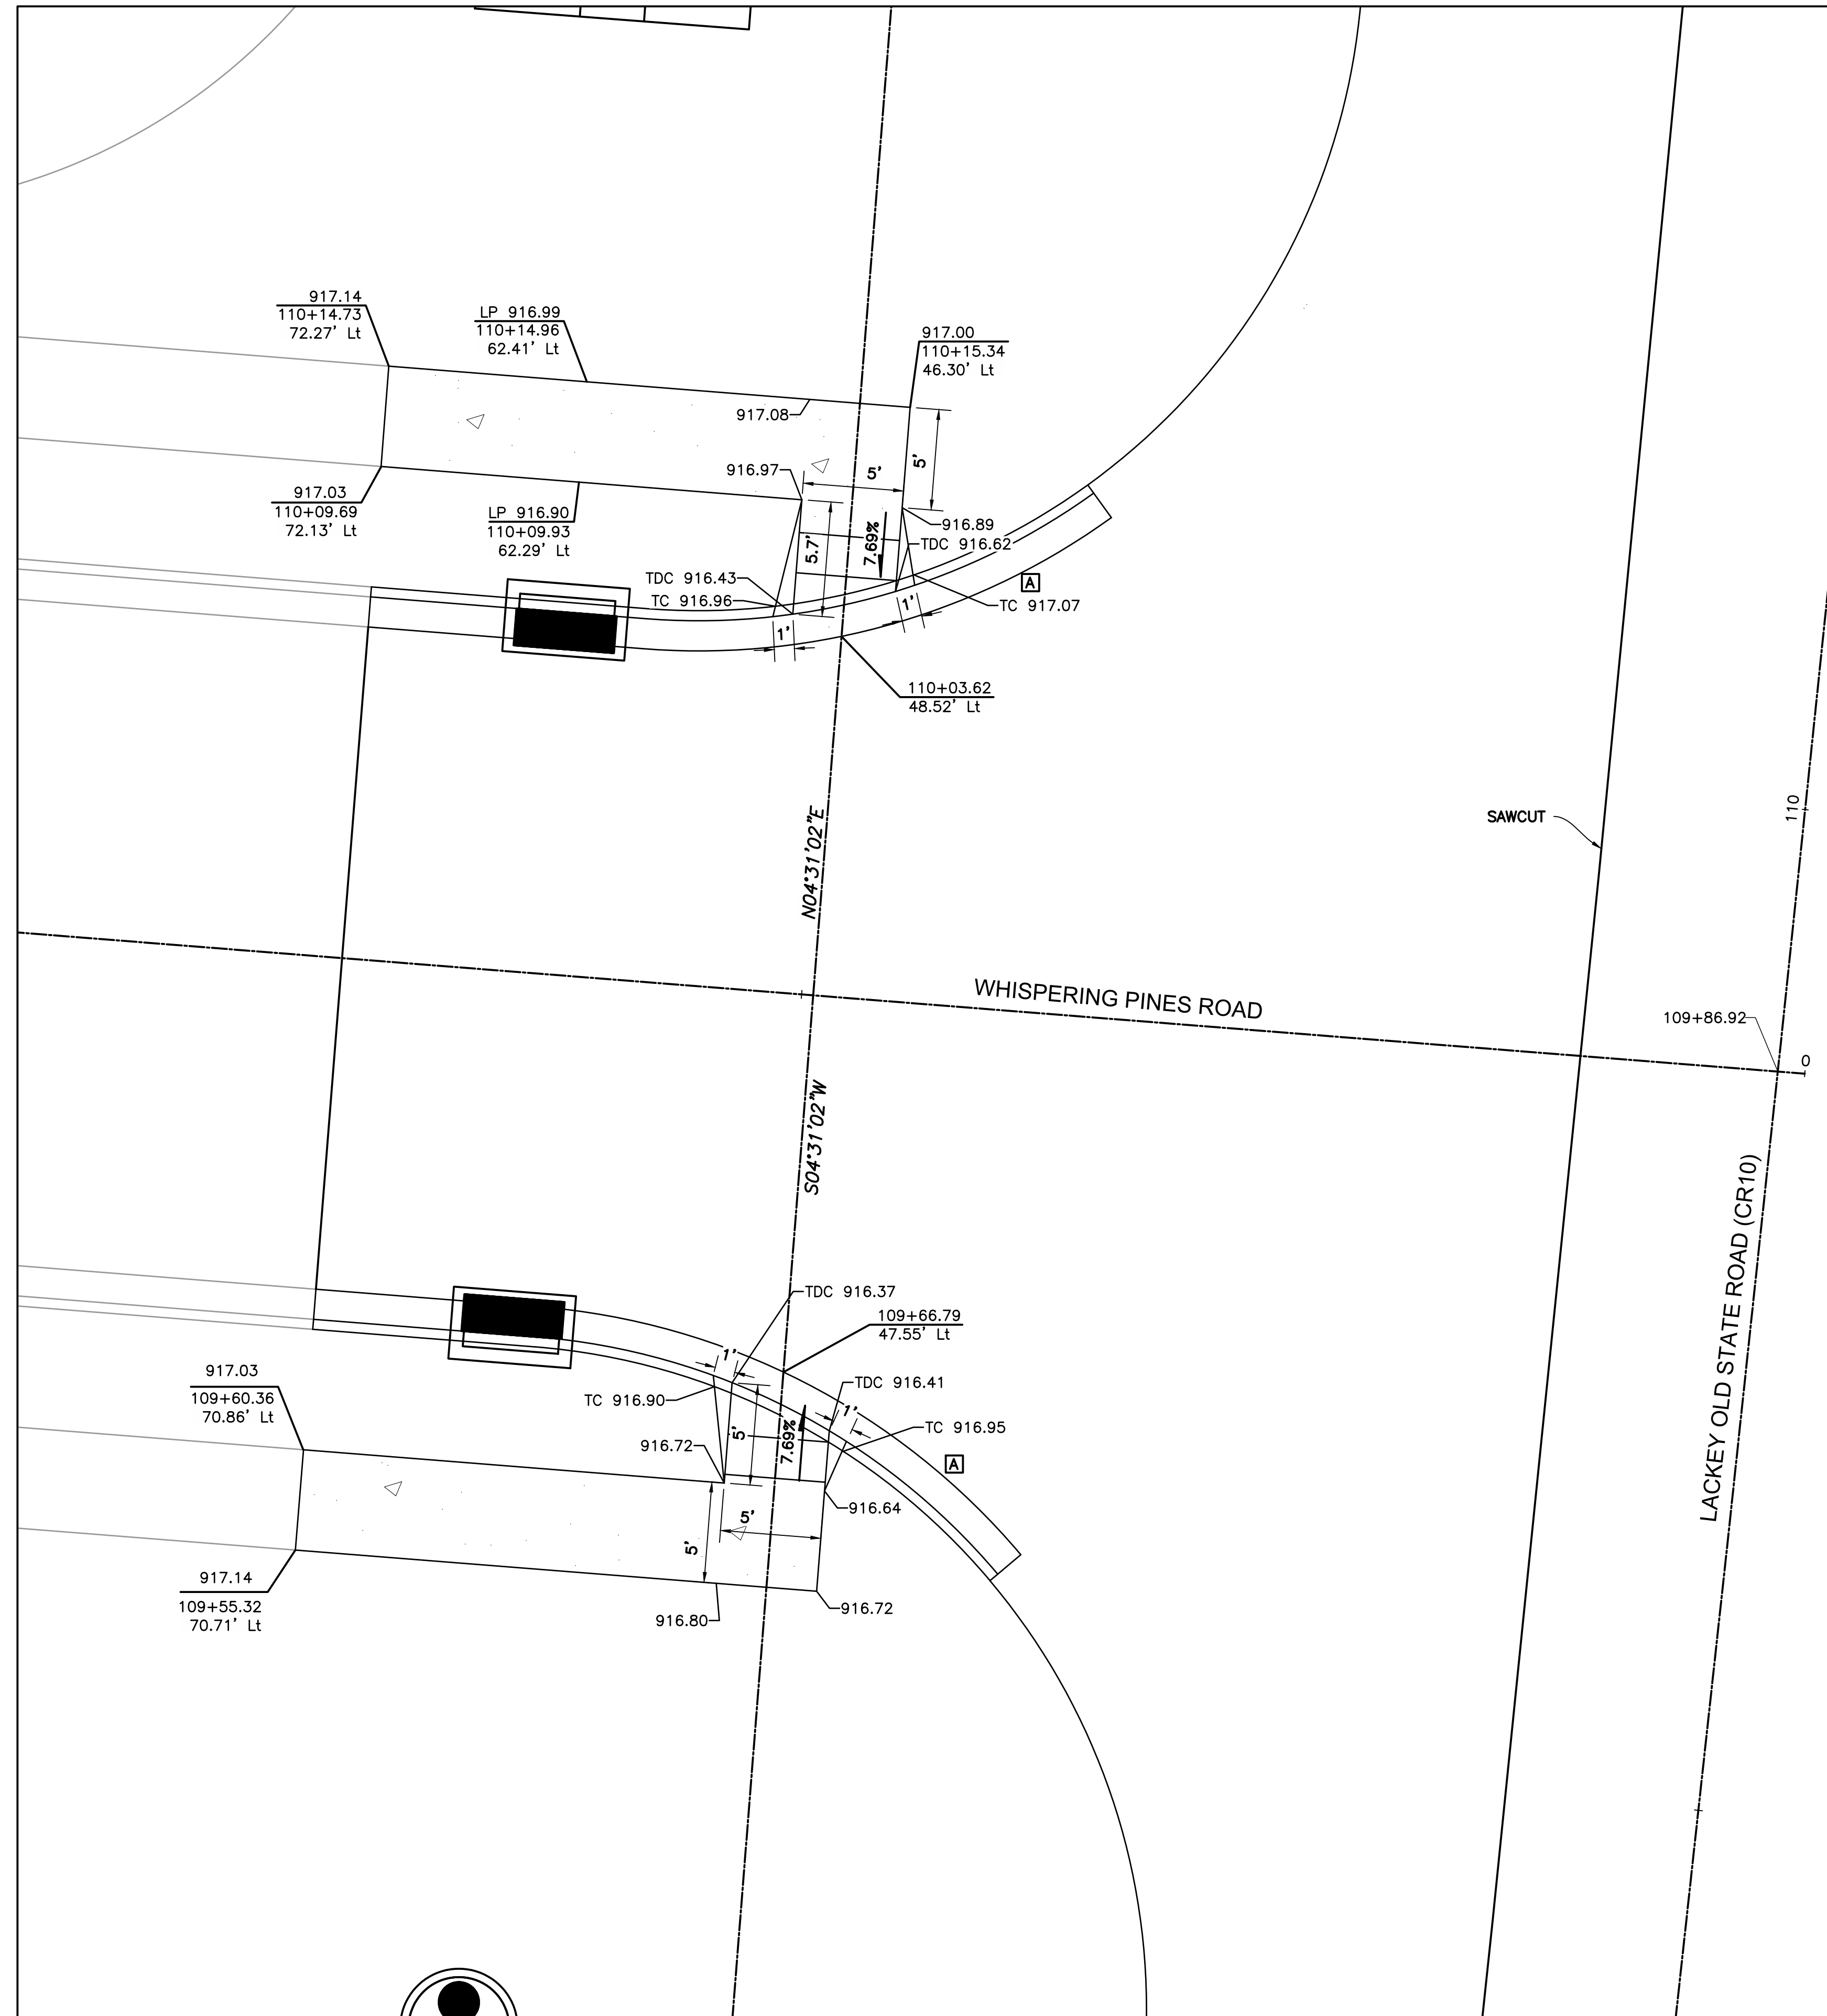 917.14
110+14.73
72.27' Lt
LP 916.99
110+14.96
62.41' Lt
917.00
110+15.34
46.30' Lt
917.08
916.97
5'
5'
917.03
110+09.69
72.13' Lt
LP 916.90
110+09.93
62.29' Lt
916.89
TDC 916.62
5.7'
7.69%
TDC 916.43
TC 916.96
A
TC 917.07
1'
1'
110+03.62
48.52' Lt
N04°31'02"E
SAWCUT
110
WHISPERING PINES ROAD
109+86.92
0
S04°31'02"W
LACKEY OLD STATE ROAD (CR10)
TDC 916.37
109+66.79
47.55' Lt
1'
917.03
109+60.36
70.86' Lt
TC 916.90
TDC 916.41
1'
TC 916.95
5'
7.69%
916.72
A
916.64
5'
5'
917.14
109+55.32
70.71' Lt
916.80
916.72